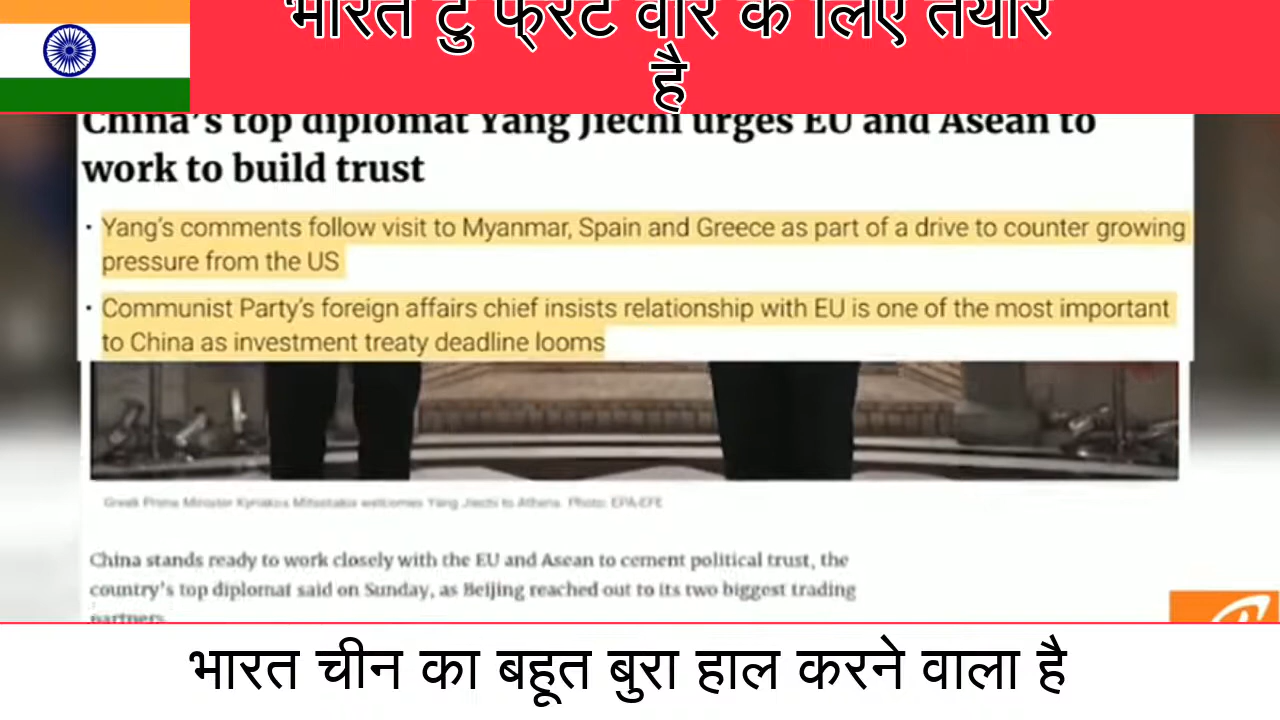 भारत टु फ्रंट वार के लिए तैयार
है
China's top diplomat Yang Jiechi urges EU and Asean to
work to build trust
· Yang's comments follow visit to Myanmar, Spain and Greece as part of a drive to counter growing
pressure from the US
· Communist Party's foreign affairs chief insists relationship with EU is one of the most important
to China as investment treaty deadline looms
Greek Prime Minister Kyriakos Mitsotakis welcomes Yang Jiechi to Athens. Photo: EPA-EFE
China stands ready to work closely with the EU and Asean to cement political trust, the
country's top diplomat said on Sunday, as Beijing reached out to its two biggest trading
partners.
भारत चीन का बहूत बुरा हाल करने वाला है